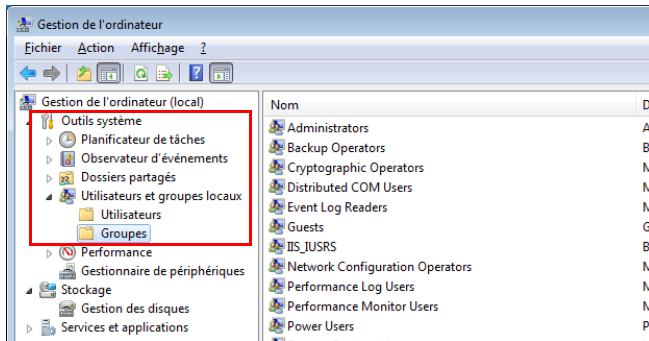 Gestion de l'ordinateur
Fichier Action Affichage ?
Gestion de l'ordinateur (local)
Outils système
Planificateur de tâches
Observateur d'événements
Dossiers partagés
Utilisateurs et groupes locaux
Utilisateurs
Groupes
Performance
Gestionnaire de périphériques
Stockage
Gestion des disques
Services et applications
Nom
Administrators
Backup Operators
Cryptographic Operators
Distributed COM Users
Event Log Readers
Guests
IIS_IUSRS
Network Configuration Operators
Performance Log Users
Performance Monitor Users
Power Users